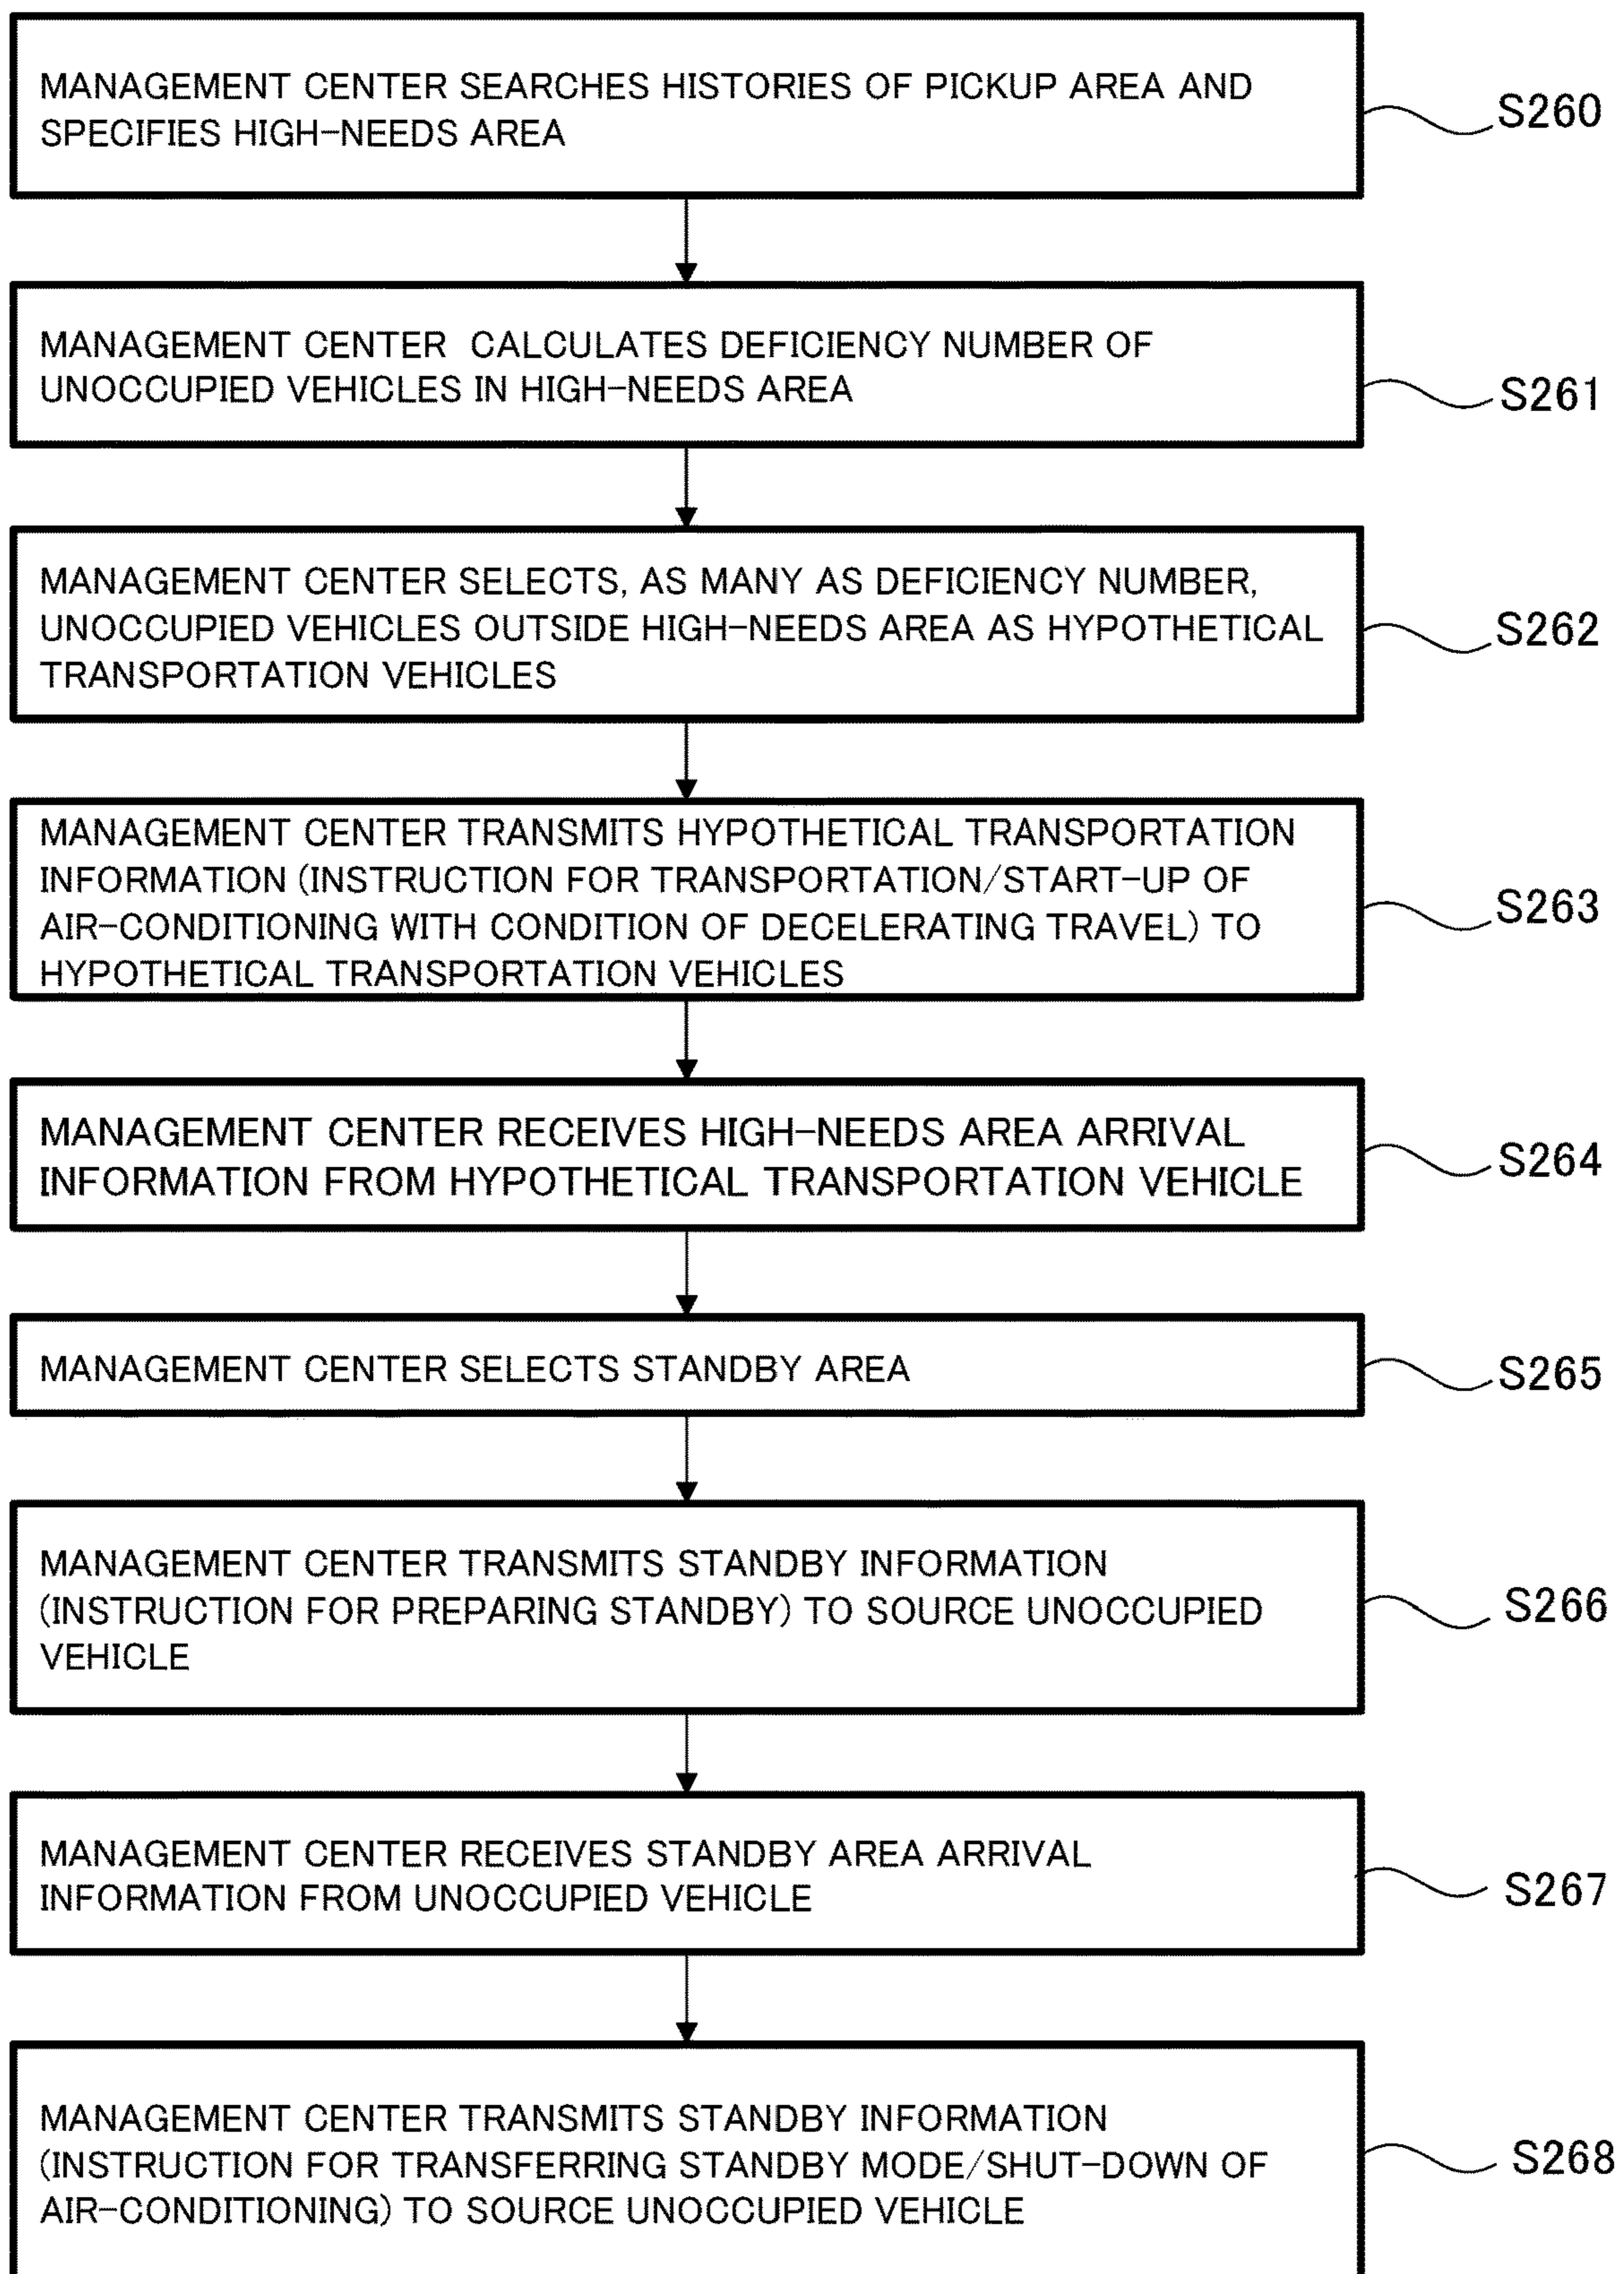 MANAGEMENT CENTER SEARCHES HISTORIES OF PICKUP AREA AND
SPECIFIES HIGH-NEEDS AREA
S260
MANAGEMENT CENTER CALCULATES DEFICIENCY NUMBER OF
UNOCCUPIED VEHICLES IN HIGH-NEEDS AREA
S261
MANAGEMENT CENTER SELECTS, AS MANY AS DEFICIENCY NUMBER,
UNOCCUPIED VEHICLES OUTSIDE HIGH-NEEDS AREA AS HYPOTHETICAL
TRANSPORTATION VEHICLES
S262
MANAGEMENT CENTER TRANSMITS HYPOTHETICAL TRANSPORTATION
INFORMATION (INSTRUCTION FOR TRANSPORTATION/START-UP OF
AIR-CONDITIONING WITH CONDITION OF DECELERATING TRAVEL) TO
HYPOTHETICAL TRANSPORTATION VEHICLES
S263
MANAGEMENT CENTER RECEIVES HIGH-NEEDS AREA ARRIVAL
INFORMATION FROM HYPOTHETICAL TRANSPORTATION VEHICLE
S264
MANAGEMENT CENTER SELECTS STANDBY AREA
S265
MANAGEMENT CENTER TRANSMITS STANDBY INFORMATION
(INSTRUCTION FOR PREPARING STANDBY) TO SOURCE UNOCCUPIED
VEHICLE
S266
MANAGEMENT CENTER RECEIVES STANDBY AREA ARRIVAL
INFORMATION FROM UNOCCUPIED VEHICLE
S267
MANAGEMENT CENTER TRANSMITS STANDBY INFORMATION
(INSTRUCTION FOR TRANSFERRING STANDBY MODE/SHUT-DOWN OF
AIR-CONDITIONING) TO SOURCE UNOCCUPIED VEHICLE
S268